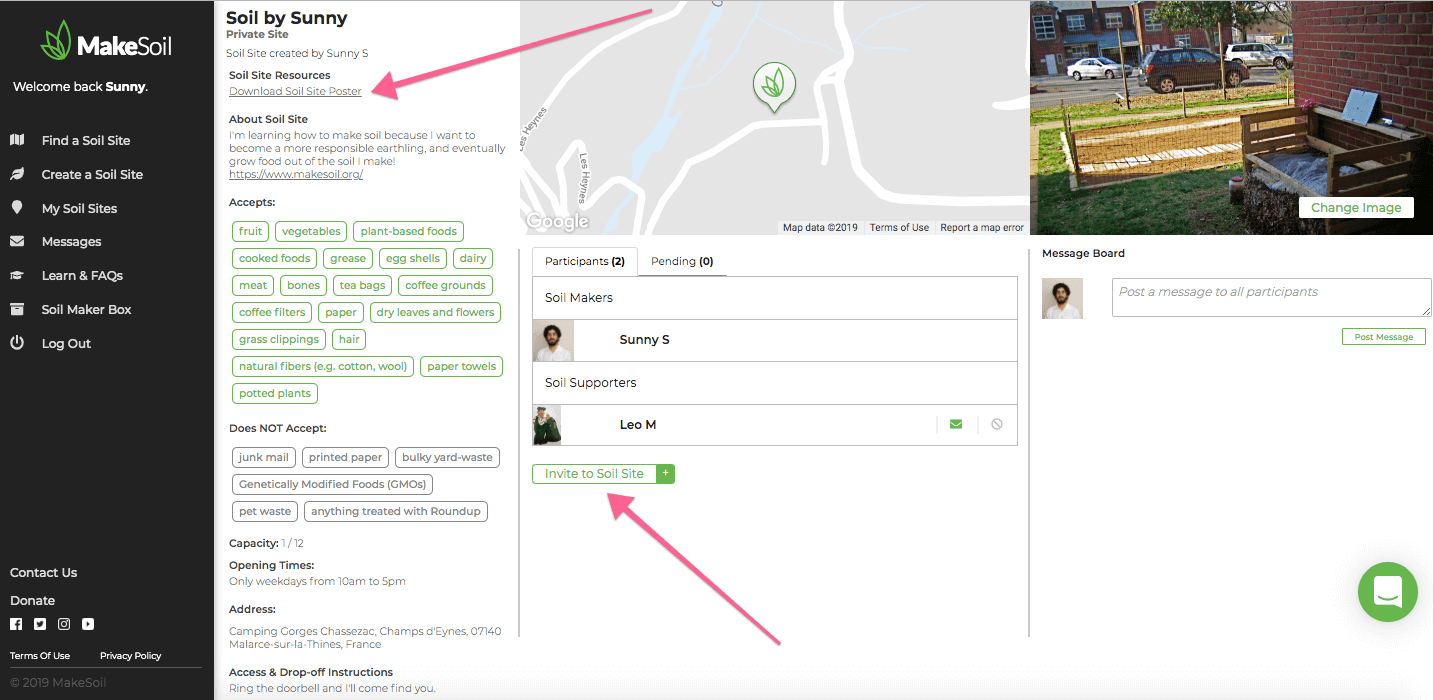 MakeSoil
Welcome back Sunny.
Find a Soil Site
Create a Soil Site
My Soil Sites
Messages
Learn & FAQs
Soil Maker Box
Log Out
Contact Us
Donate
Terms Of Use
Privacy Policy
© 2019 MakeSoil
Soil by Sunny
Private Site
Soil Site created by Sunny S
Soil Site Resources
Download Soil Site Poster
About Soil Site
I'm learning how to make soil because I want to
become a more responsible earthling, and eventually
grow food out of the soil I make!
https://www.makesoil.org/
Accepts:
fruit
vegetables
plant-based foods
cooked foods
grease
egg shells
dairy
meat
bones
tea bags
coffee grounds
coffee filters
paper
dry leaves and flowers
grass clippings
hair
natural fibers (e.g. cotton, wool)
paper towels
potted plants
Does NOT Accept:
junk mail
printed paper
bulky yard-waste
Genetically Modified Foods (GMOs)
pet waste
anything treated with Roundup
Capacity: 1 / 12
Opening Times:
Only weekdays from 10am to 5pm
Address:
Camping Gorges Chassezac, Champs d'Eynes, 07140
Malarce-sur-la-Thines, France
Access & Drop-off Instructions
Ring the doorbell and I'll come find you.
Les Heynes
Les Heynes
Google
Map data ©2019
Terms of Use
Report a map error
Change Image
Participants (2)
Pending (0)
Soil Makers
Sunny S
Soil Supporters
Leo M
Invite to Soil Site +
Message Board
Post a message to all participants
Post Message